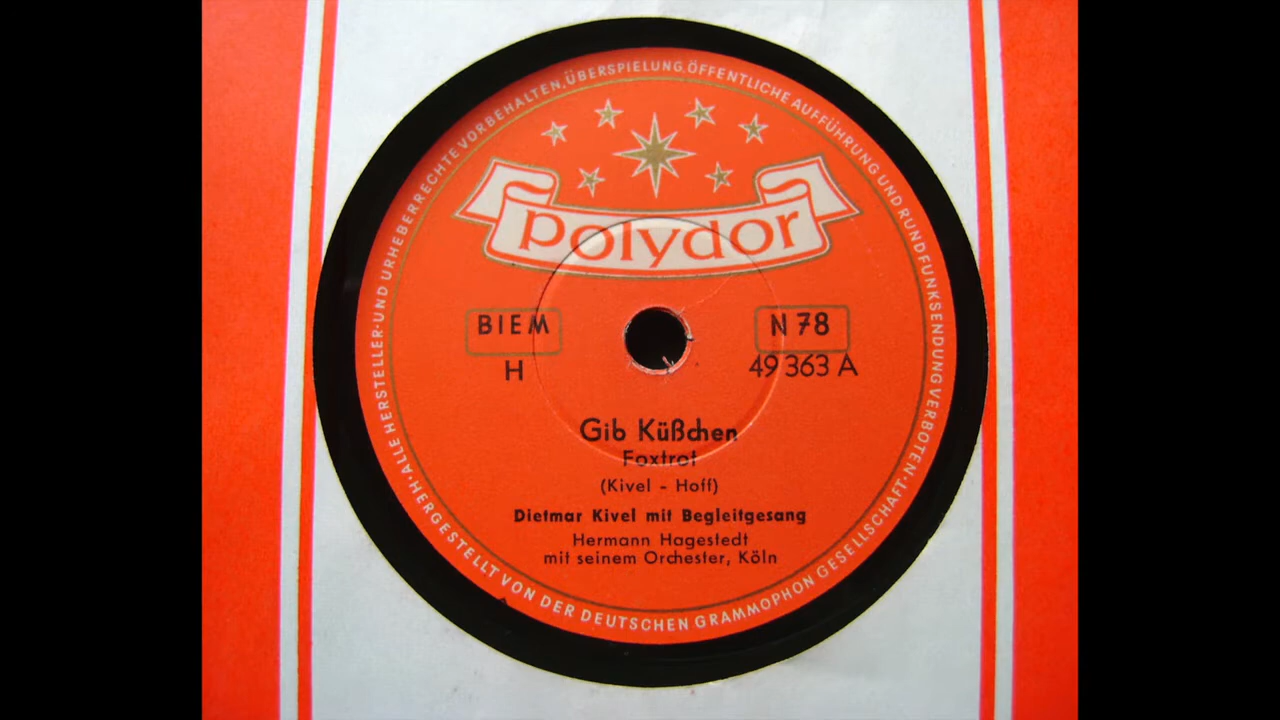 ·ALLE HERSTELLER-UND URHEBERRECHTE VORBEHALTEN, ÜBERSPIELUNG, ÖFFENTLICHE AUFFÜHRUNG UND RUNDFUNKSENDUNG VERBOTEN·
polydor
BIEM
N 78
H
49 363 A
Gib Küßchen
Foxtrot
(Kivel - Hoff)
Dietmar Kivel mit Begleitgesang
Hermann Hagestedt
mit seinem Orchester, Köln
HERGESTELLT VON DER DEUTSCHEN GRAMMOPHON GESELLSCHAFT·